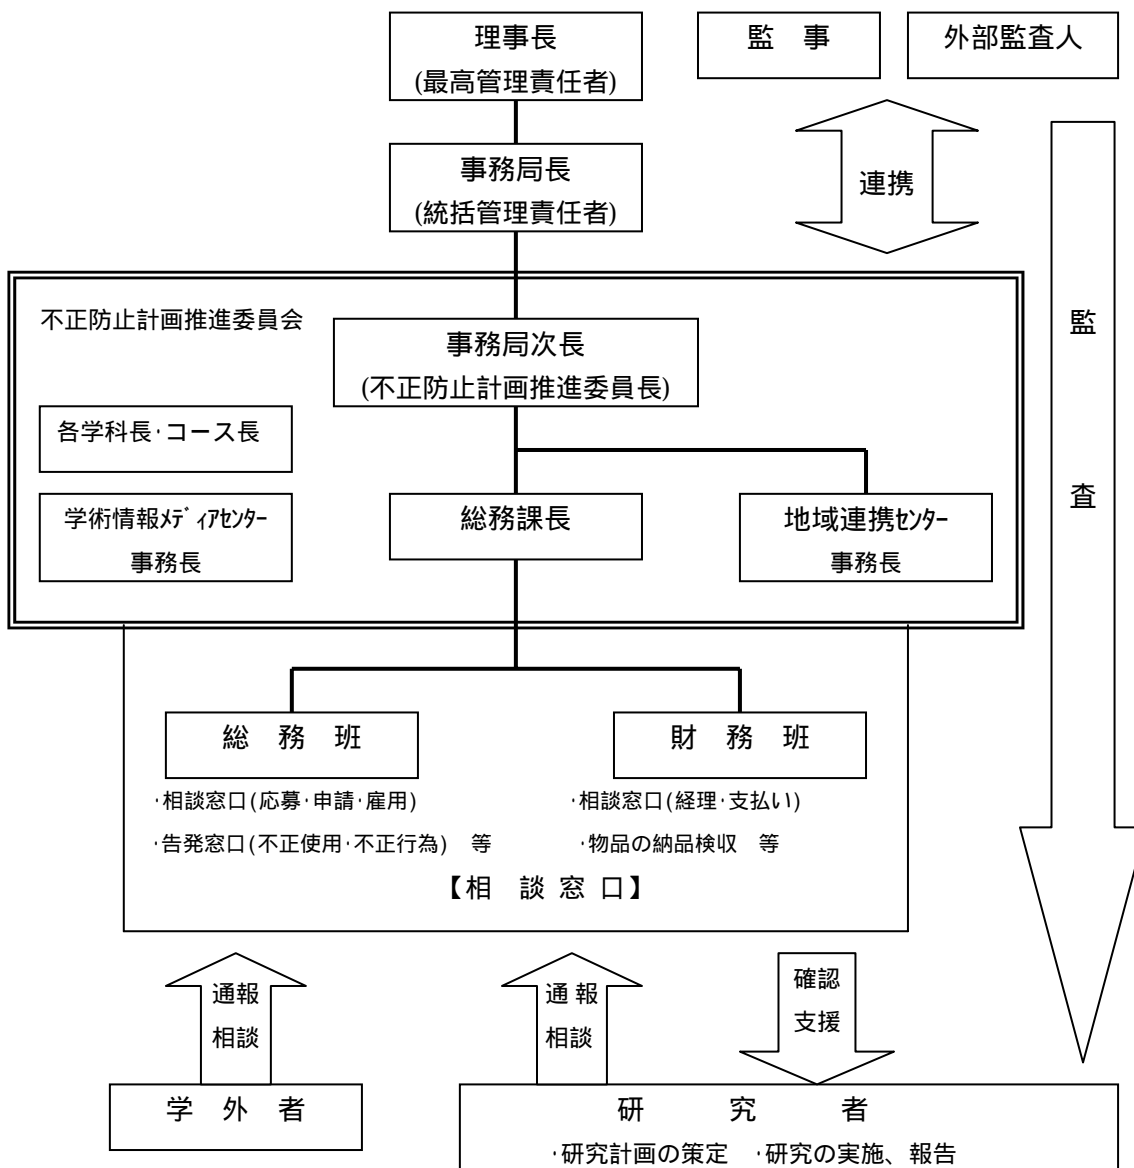 理事長
(最高管理責任者)
監　事
外部監査人
事務局長
(統括管理責任者)
連携
不正防止計画推進委員会
事務局次長
(不正防止計画推進委員長)
監
査
各学科長･コース長
学術情報ﾒﾃﾞｨｱｾﾝﾀｰ
事務長
総務課長
地域連携ｾﾝﾀｰ
事務長
総　務　班
財　務　班
･相談窓口(応募･申請･雇用)
･告発窓口(不正使用･不正行為)　等
･相談窓口(経理･支払い)
･物品の納品検収　等
【相　談 窓 口】
通報
相談
通 報
相談
確認
支援
学　外　者
研　　究　　者
･研究計画の策定　･研究の実施、報告